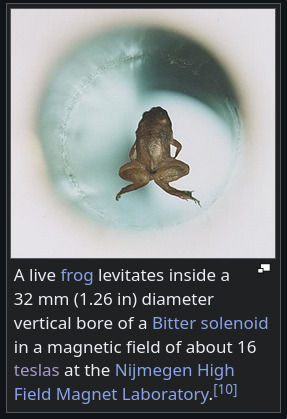 A live frog levitates inside a
32 mm (1.26 in) diameter
vertical bore of a Bitter solenoid
in a magnetic field of about 16
teslas at the Nijmegen High
Field Magnet Laboratory.[10]